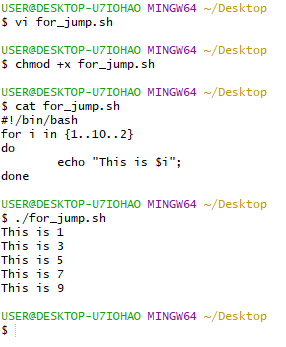 USER@DESKTOP-U7IOHAO MINGW64 ~/Desktop
$ vi for_jump.sh
USER@DESKTOP-U7IOHAO MINGW64 ~/Desktop
$ chmod +x for_jump.sh
USER@DESKTOP-U7IOHAO MINGW64 ~/Desktop
$ cat for_jump.sh
#!/bin/bash
for i in {1..10..2}
do
        echo "This is $i";
done
USER@DESKTOP-U7IOHAO MINGW64 ~/Desktop
$ ./for_jump.sh
This is 1
This is 3
This is 5
This is 7
This is 9
USER@DESKTOP-U7IOHAO MINGW64 ~/Desktop
$